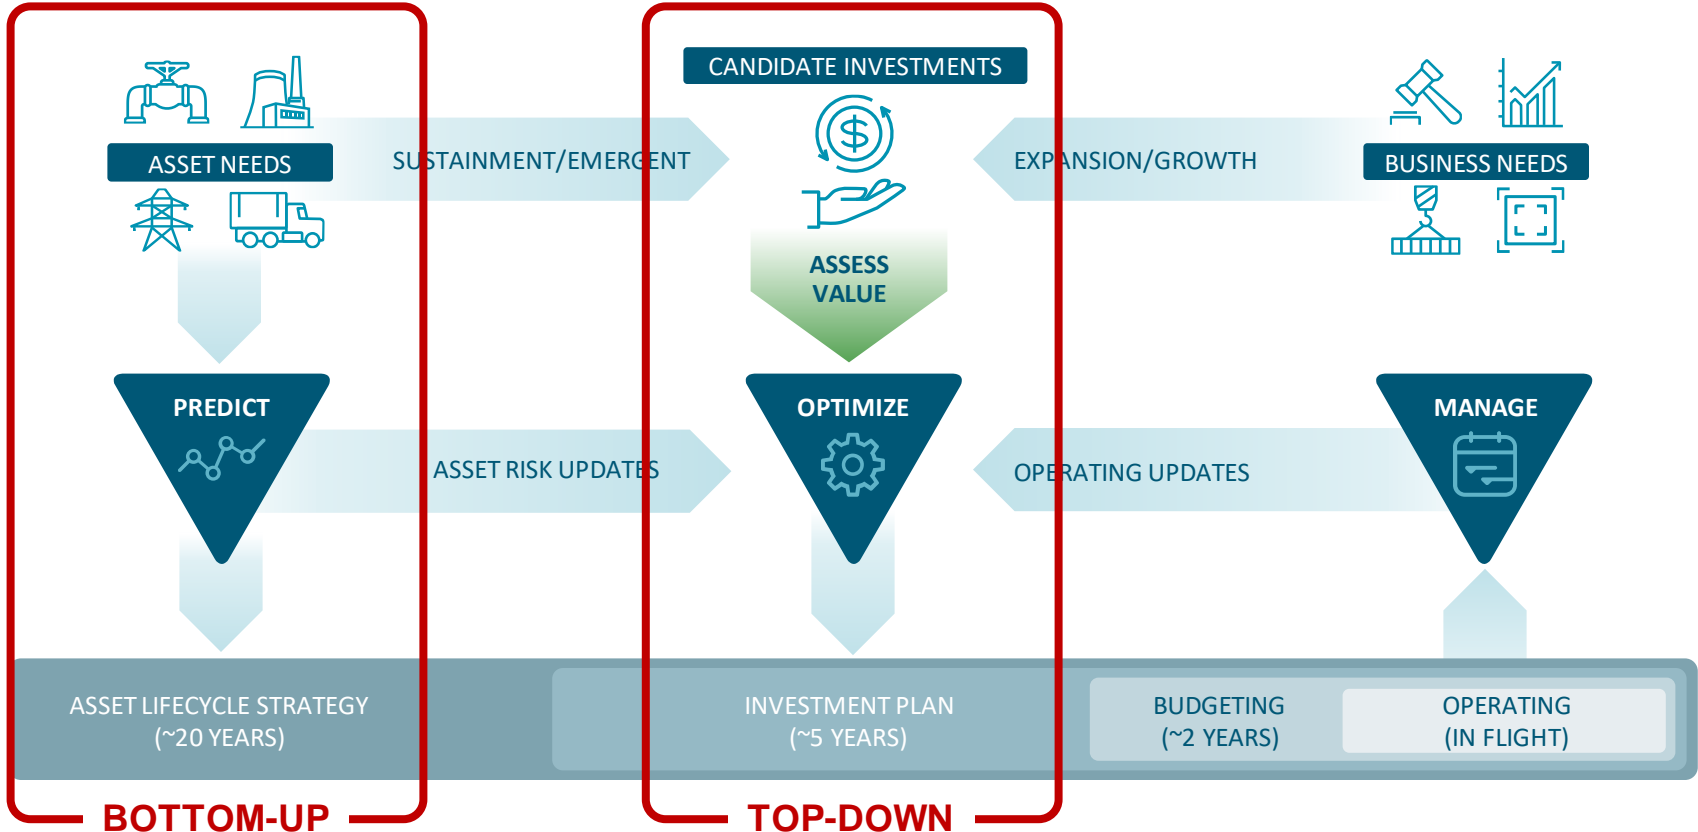 CANDIDATE INVESTMENTS
ASSET NEEDS
SUSTAINMENT/EMERGENT
EXPANSION/GROWTH
BUSINESS NEEDS
ASSESS
VALUE
PREDICT
OPTIMIZE
MANAGE
ASSET RISK UPDATES
OPERATING UPDATES
ASSET LIFECYCLE STRATEGY
(~20 YEARS)
INVESTMENT PLAN
(~5 YEARS)
BUDGETING
(~2 YEARS)
OPERATING
(IN FLIGHT)
BOTTOM-UP
TOP-DOWN